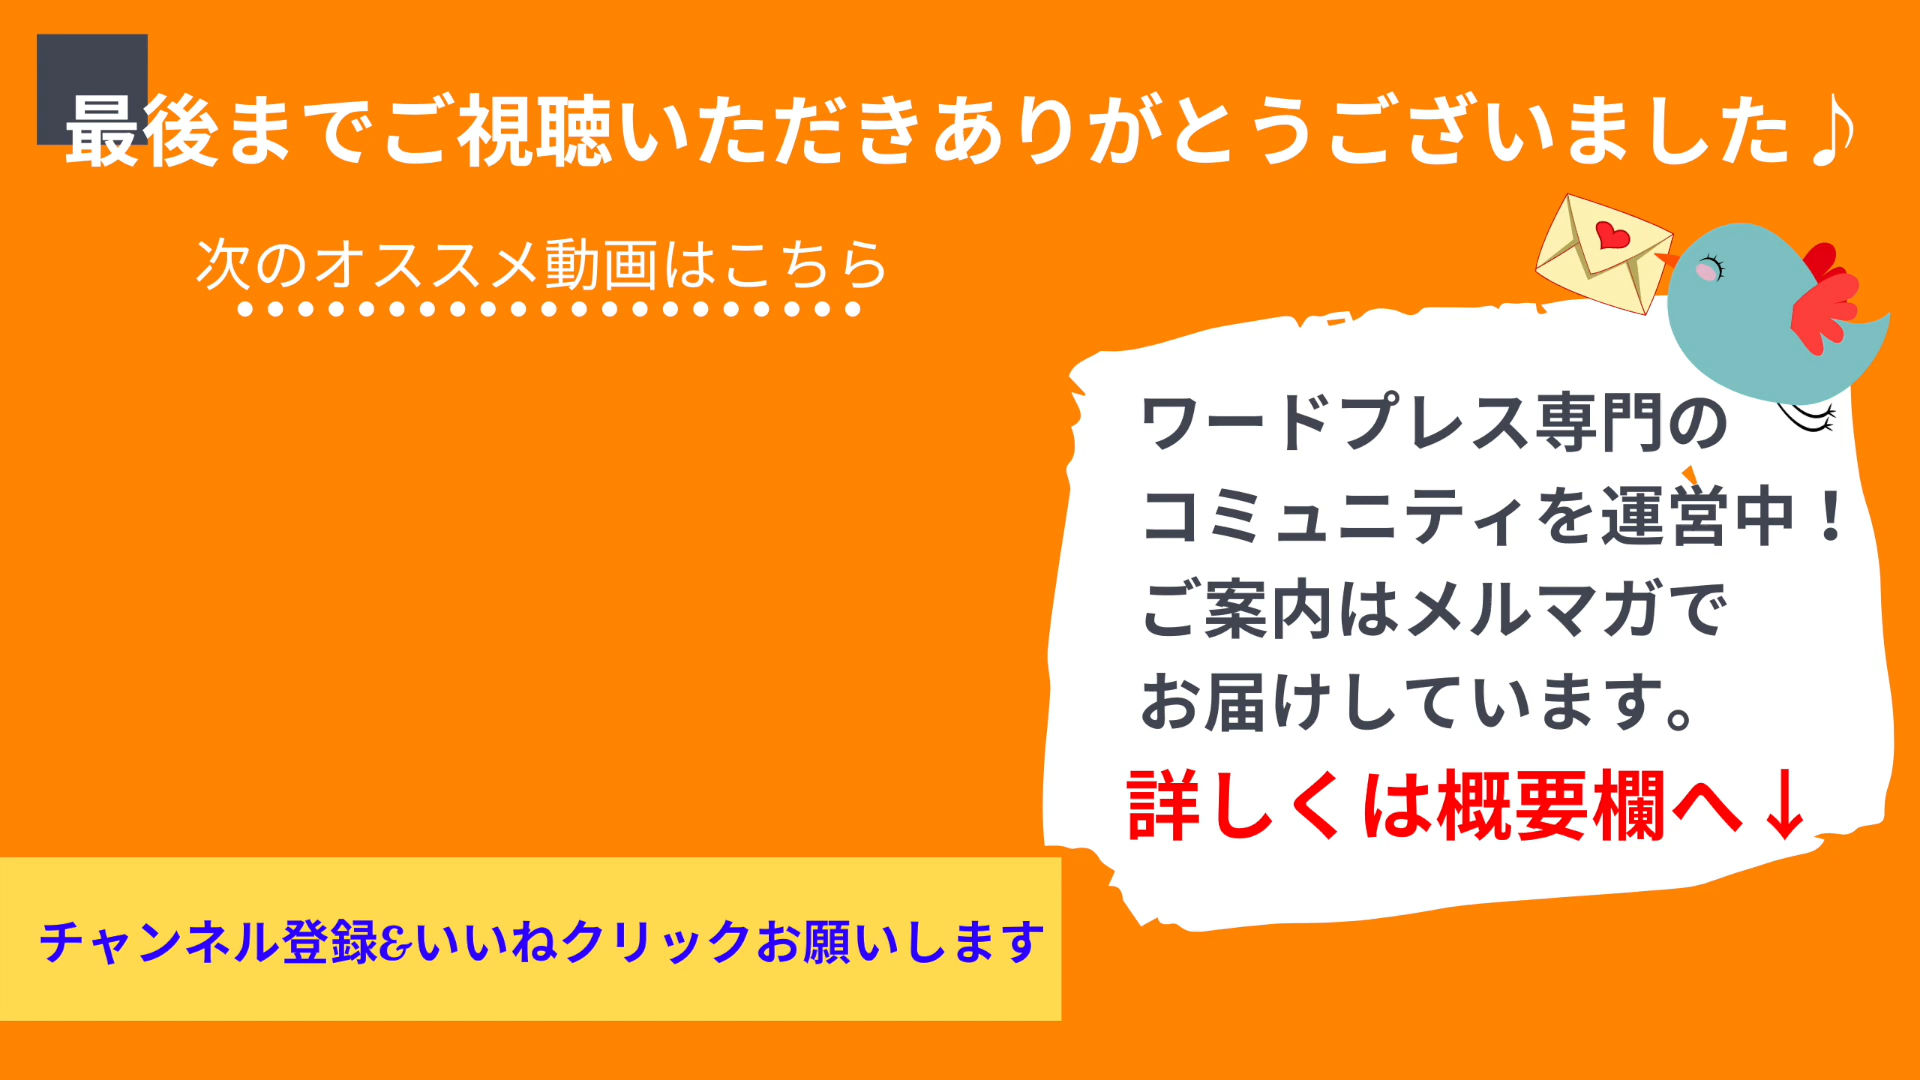 最後までご視聴いただきありがとうございました♪
次のオススメ動画はこちら
ワードプレス専門の
コミュニティを運営中！
ご案内はメルマガで
お届けしています。
詳しくは概要欄へ↓
チャンネル登録&いいねクリックお願いします